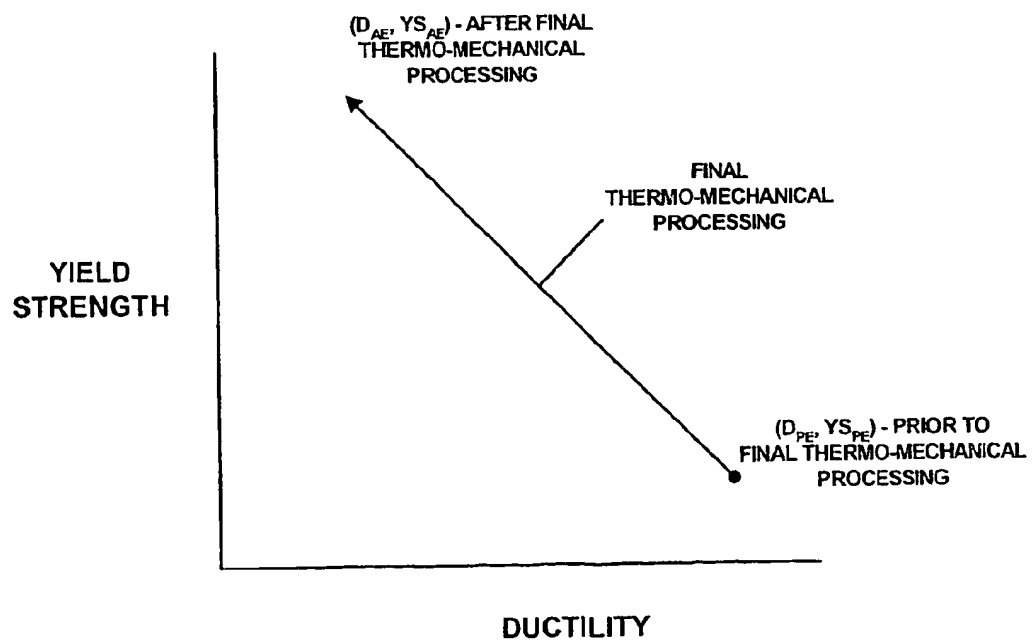 (D_AE, YS_AE) - AFTER FINAL
THERMO-MECHANICAL
PROCESSING
FINAL
THERMO-MECHANICAL
PROCESSING
YIELD
STRENGTH
(D_PE, YS_PE) - PRIOR TO
FINAL THERMO-MECHANICAL
PROCESSING
DUCTILITY